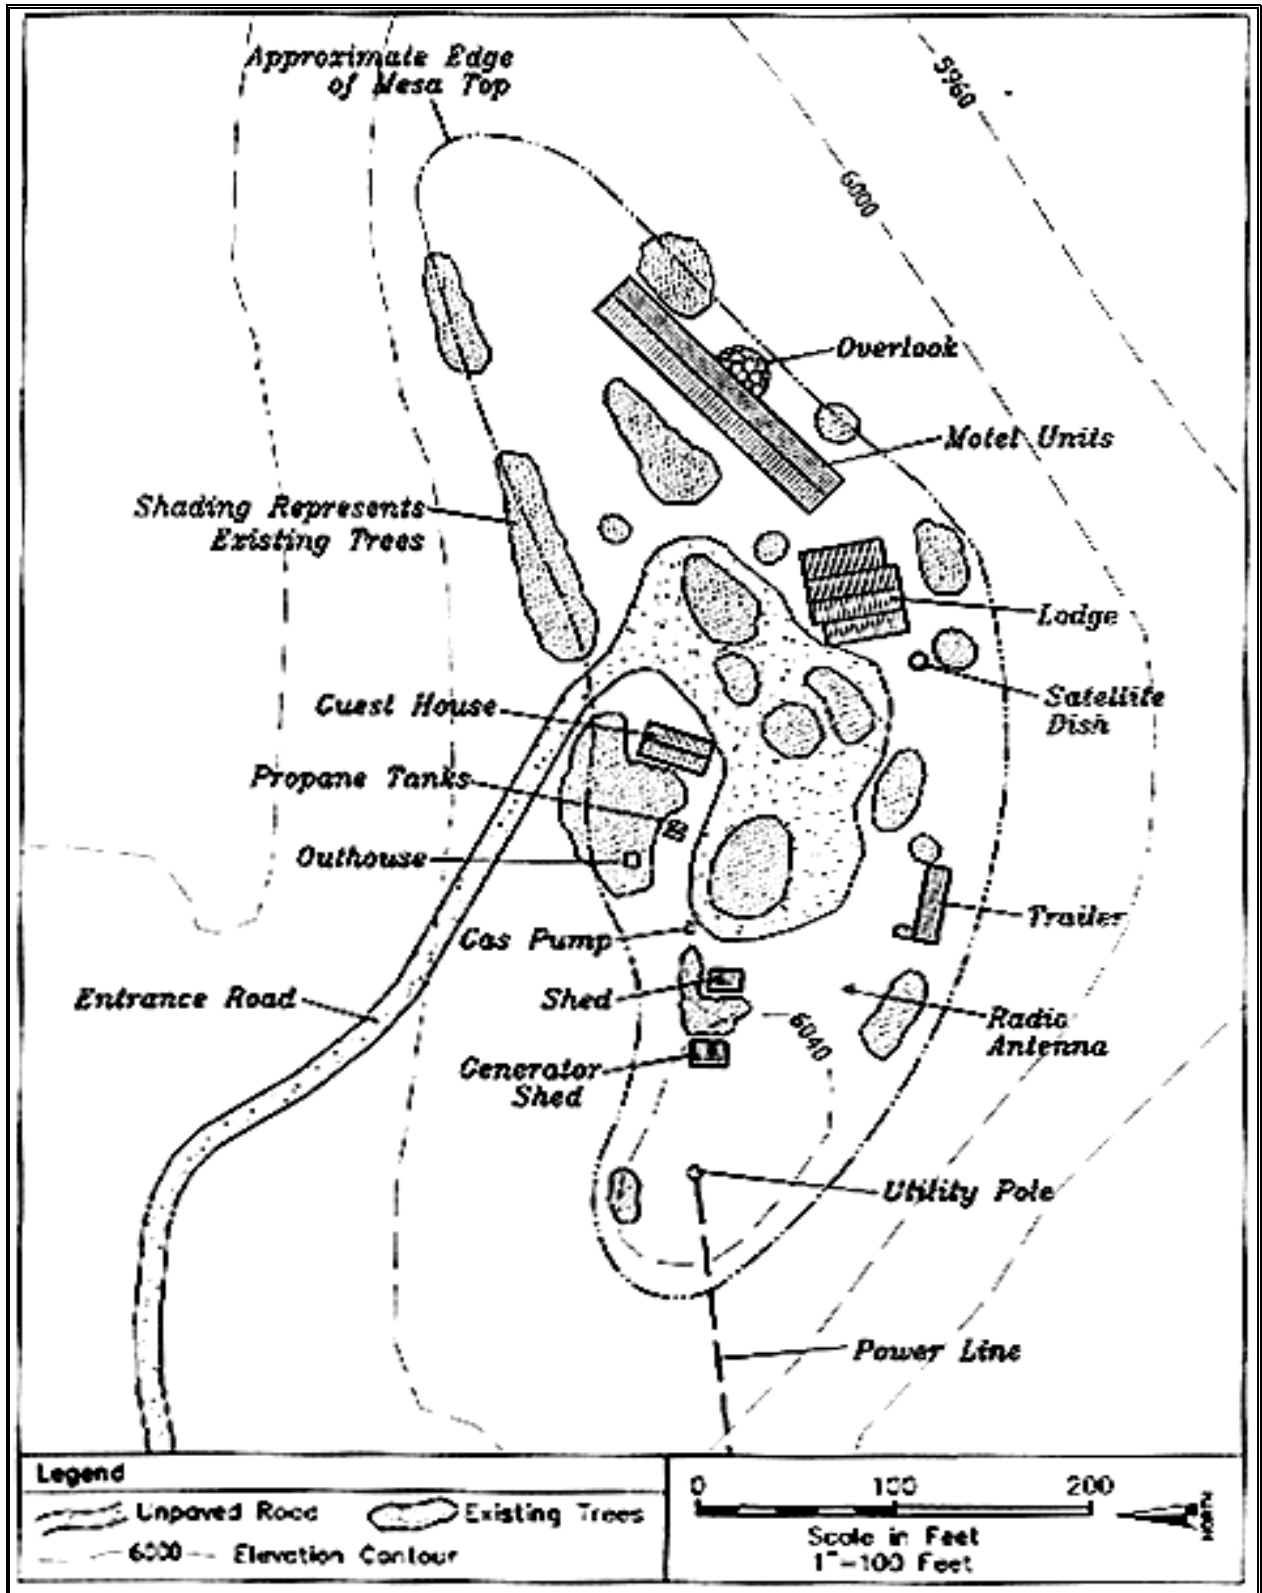 Approximate Edge
of Mesa Top
5960
6000
Overlook
Motel Units
Shading Represents
Existing Trees
Lodge
Guest House
Satellite
Dish
Propane Tanks
Outhouse
Trailer
Gas Pump
Entrance Road
Shed
Radio
Antenna
6040
Generator
Shed
Utility Pole
Power Line
Legend
Unpaved Road
Existing Trees
6000 Elevation Contour
0 100 200
Scale in Feet
1"=100 Feet
NORTH